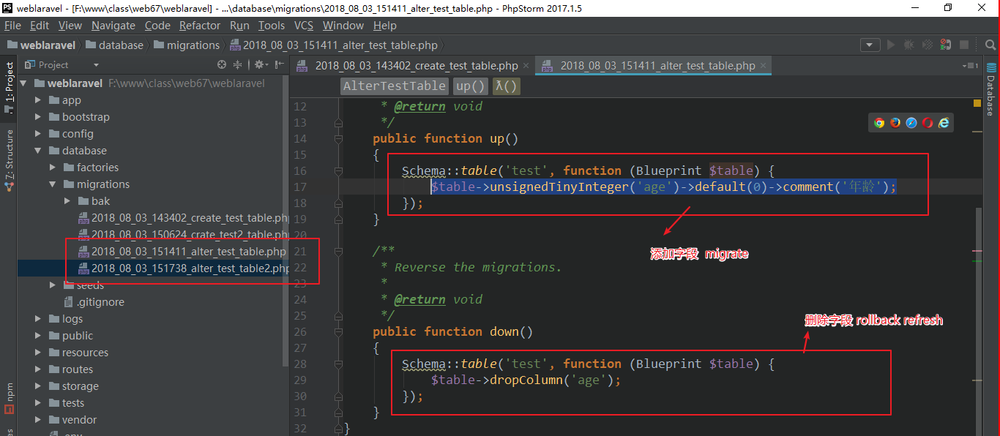 weblaravel - [F:\www\class\web67\weblaravel] - ...\database\migrations\2018_08_03_151411_alter_test_table.php - PhpStorm 2017.1.5
File Edit View Navigate Code Refactor Run Tools VCS Window Help
weblaravel database migrations 2018_08_03_151411_alter_test_table.php
1: Project
7: Structure
npm
Project
weblaravel F:\www\class\web67\weblaravel
app
bootstrap
config
database
factories
migrations
bak
2018_08_03_143402_create_test_table.ph
2018_08_03_150624_crate_test2_table.ph
2018_08_03_151411_alter_test_table.php
2018_08_03_151738_alter_test_table2.php
seeds
.gitignore
logs
public
resources
routes
storage
tests
vendor
.env
2018_08_03_143402_create_test_table.php 2018_08_03_151411_alter_test_table.php
AlterTestTable up() λ()
12 * @return void
13 */
14 public function up()
15 {
16 Schema::table('test', function (Blueprint $table) {
17 $table->unsignedTinyInteger('age')->default(0)->comment('年龄');
18 });
19 }
20
添加字段 migrate
21 /**
22 * Reverse the migrations.
23 *
24 * @return void
25 */
删除字段 rollback refresh
26 public function down()
27 {
28 Schema::table('test', function (Blueprint $table) {
29 $table->dropColumn('age');
30 });
31 }
32 }
Database